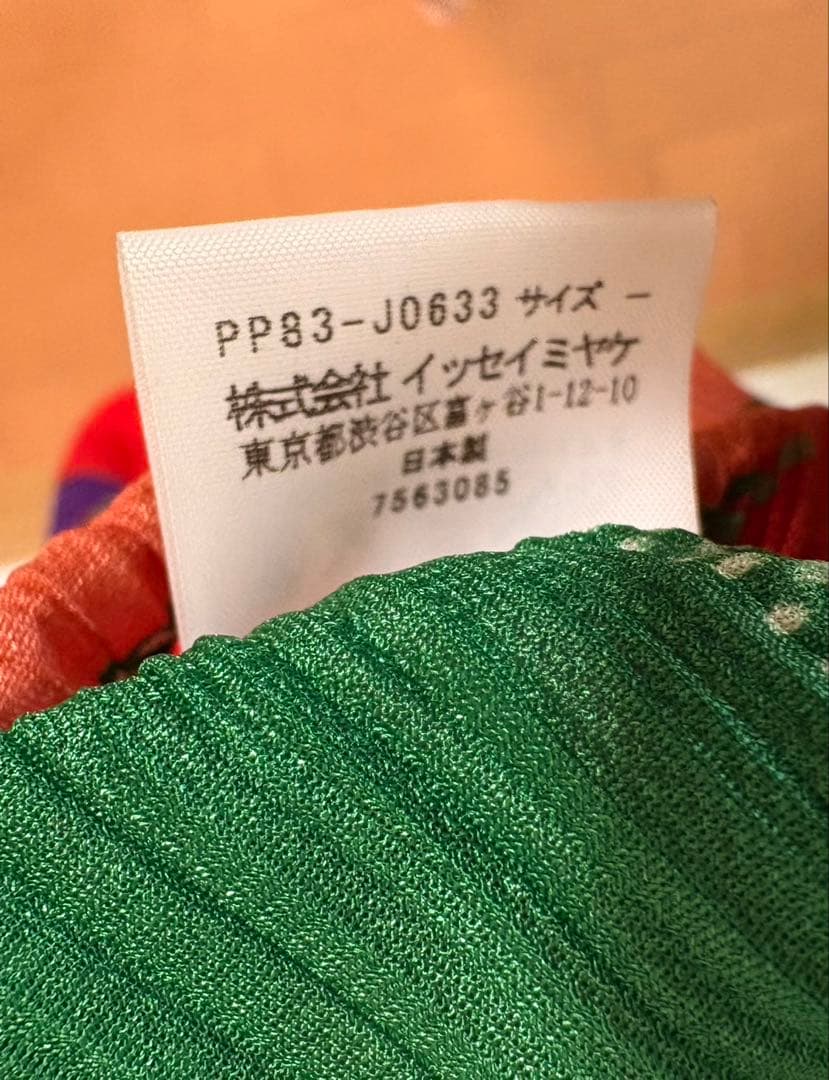 PP83-J0633 サイズ －
株式会社 イッセイミヤケ
東京都渋谷区富ヶ谷1-12-10
日本製
7563085